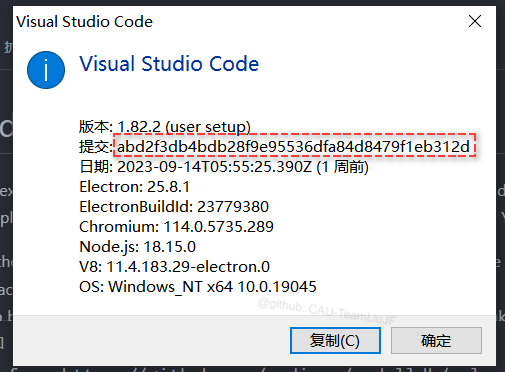 Visual Studio Code
Visual Studio Code
版本: 1.82.2 (user setup)
提交: abd2f3db4bdb28f9e95536dfa84d8479f1eb312d
日期: 2023-09-14T05:55:25.390Z (1 周前)
Electron: 25.8.1
ElectronBuildId: 23779380
Chromium: 114.0.5735.289
Node.js: 18.15.0
V8: 11.4.183.29-electron.0
OS: Windows_NT x64 10.0.19045
@github: CAU-TeamLiuJF
复制(C)
确定